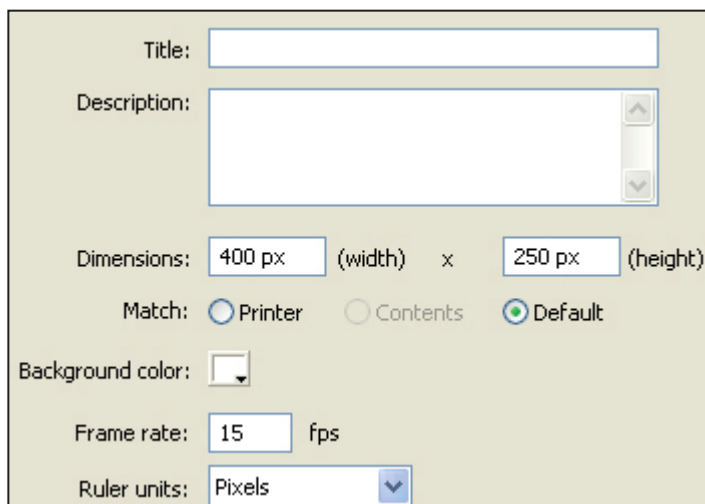 Title:
Description:
Dimensions: 400 px (width) x 250 px (height)
Match: Printer Contents Default
Background color:
Frame rate: 15 fps
Ruler units: Pixels